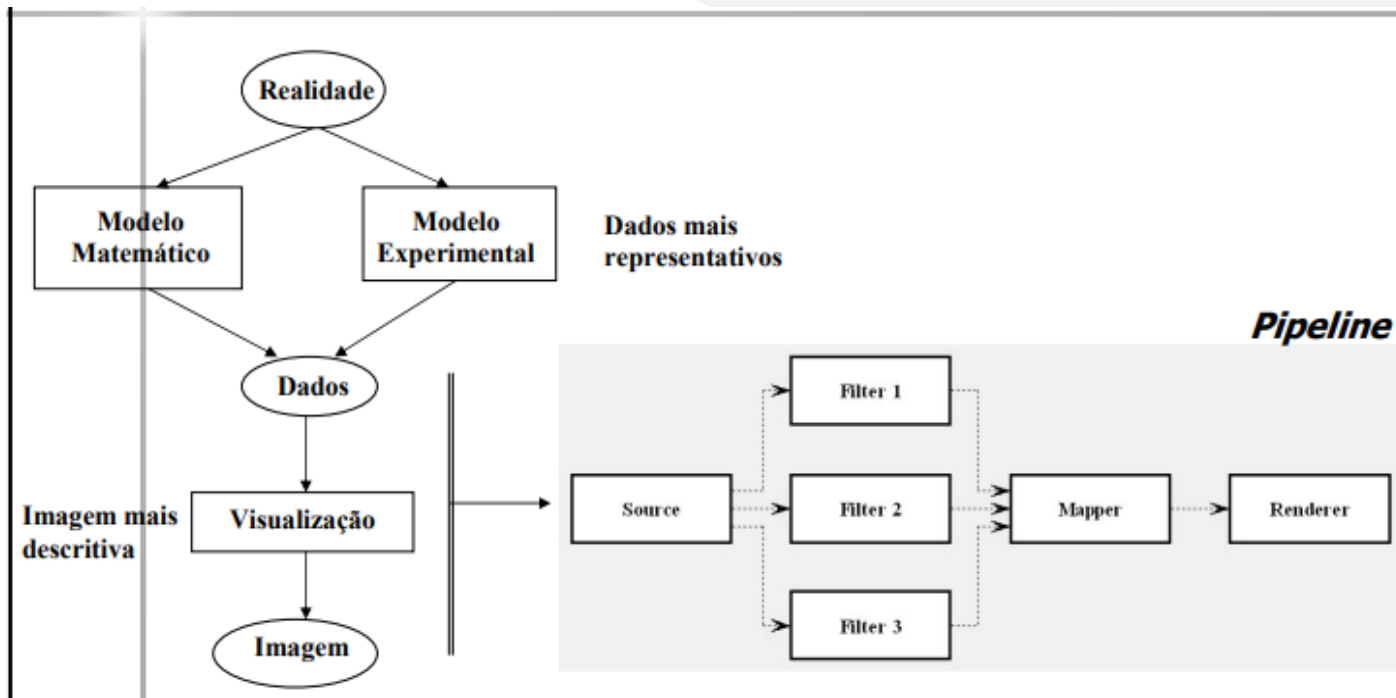 Realidade
Modelo
Matemático
Modelo
Experimental
Dados mais
representativos
Pipeline
Dados
Filter 1
Imagem mais
descritiva
Visualização
Source
Filter 2
Mapper
Renderer
Filter 3
Imagem